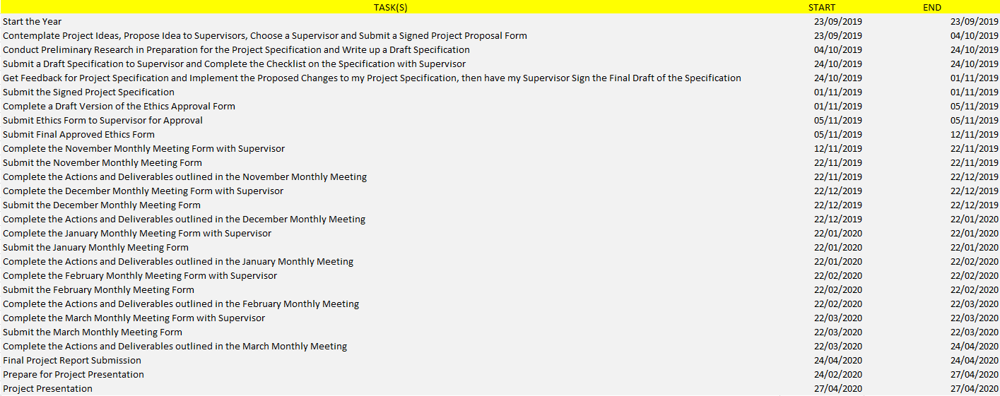 TASK(S) START END
Start the Year 23/09/2019 23/09/2019
Contemplate Project Ideas, Propose Idea to Supervisors, Choose a Supervisor and Submit a Signed Project Proposal Form 23/09/2019 04/10/2019
Conduct Preliminary Research in Preparation for the Project Specification and Write up a Draft Specification 04/10/2019 24/10/2019
Submit a Draft Specification to Supervisor and Complete the Checklist on the Specification with Supervisor 24/10/2019 24/10/2019
Get Feedback for Project Specification and Implement the Proposed Changes to my Project Specification, then have my Supervisor Sign the Final Draft of the Specification 24/10/2019 01/11/2019
Submit the Signed Project Specification 01/11/2019 01/11/2019
Complete a Draft Version of the Ethics Approval Form 01/11/2019 05/11/2019
Submit Ethics Form to Supervisor for Approval 05/11/2019 05/11/2019
Submit Final Approved Ethics Form 05/11/2019 12/11/2019
Complete the November Monthly Meeting Form with Supervisor 12/11/2019 22/11/2019
Submit the November Monthly Meeting Form 22/11/2019 22/11/2019
Complete the Actions and Deliverables outlined in the November Monthly Meeting 22/11/2019 22/12/2019
Complete the December Monthly Meeting Form with Supervisor 22/12/2019 22/12/2019
Submit the December Monthly Meeting Form 22/12/2019 22/12/2019
Complete the Actions and Deliverables outlined in the December Monthly Meeting 22/12/2019 22/01/2020
Complete the January Monthly Meeting Form with Supervisor 22/01/2020 22/01/2020
Submit the January Monthly Meeting Form 22/01/2020 22/01/2020
Complete the Actions and Deliverables outlined in the January Monthly Meeting 22/01/2020 22/02/2020
Complete the February Monthly Meeting Form with Supervisor 22/02/2020 22/02/2020
Submit the February Monthly Meeting Form 22/02/2020 22/02/2020
Complete the Actions and Deliverables outlined in the February Monthly Meeting 22/02/2020 22/03/2020
Complete the March Monthly Meeting Form with Supervisor 22/03/2020 22/03/2020
Submit the March Monthly Meeting Form 22/03/2020 22/03/2020
Complete the Actions and Deliverables outlined in the March Monthly Meeting 22/03/2020 24/04/2020
Final Project Report Submission 24/04/2020 24/04/2020
Prepare for Project Presentation 24/02/2020 27/04/2020
Project Presentation 27/04/2020 27/04/2020